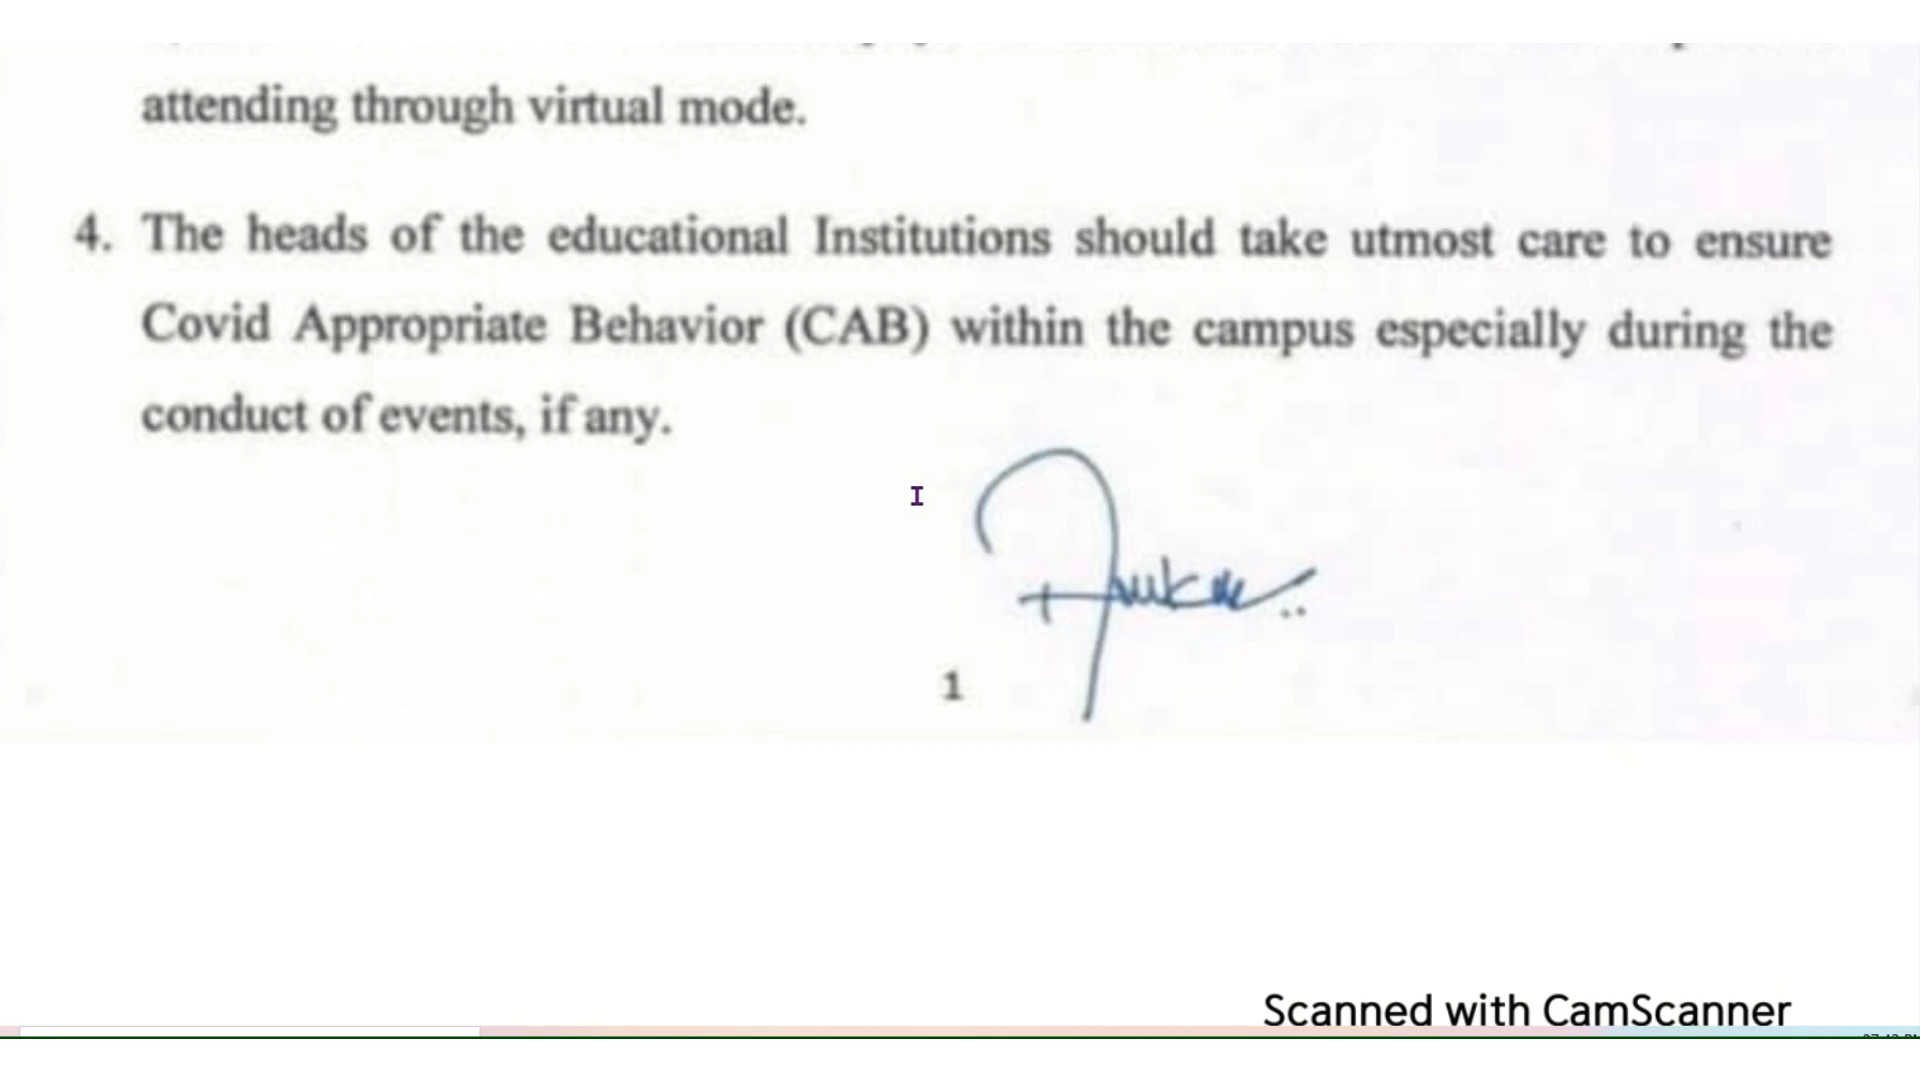 attending through virtual mode.
4. The heads of the educational Institutions should take utmost care to ensure
Covid Appropriate Behavior (CAB) within the campus especially during the
conduct of events, if any.
1
Scanned with CamScanner